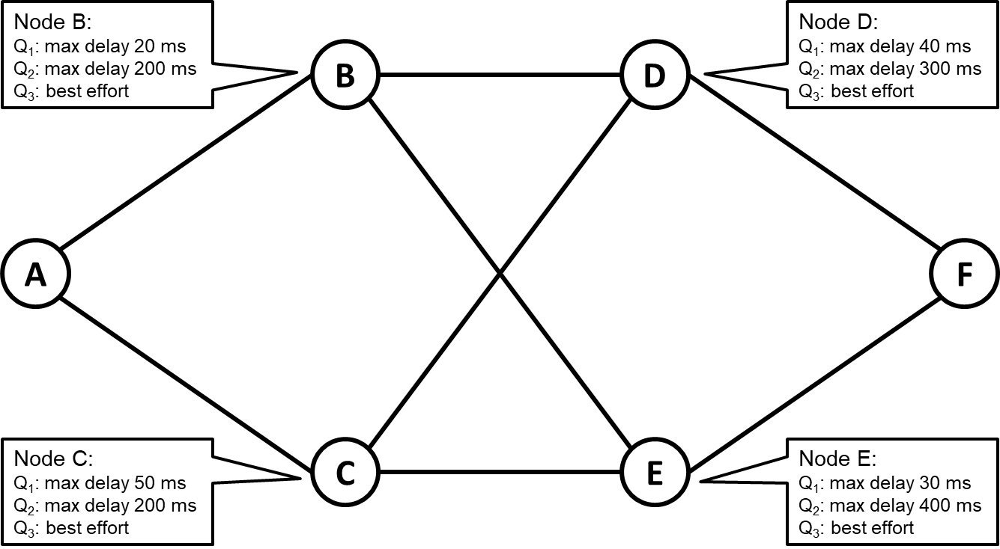 Node B:
Q₁: max delay 20 ms
Q₂: max delay 200 ms
Q₃: best effort
Node D:
Q₁: max delay 40 ms
Q₂: max delay 300 ms
Q₃: best effort
B
D
A
F
C
E
Node C:
Q₁: max delay 50 ms
Q₂: max delay 200 ms
Q₃: best effort
Node E:
Q₁: max delay 30 ms
Q₂: max delay 400 ms
Q₃: best effort